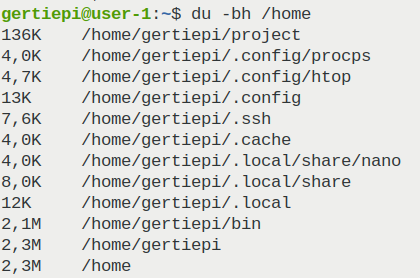 gertiepi@user-1:~$ du -bh /home
136K /home/gertiepi/project
4,0K /home/gertiepi/.config/procps
4,7K /home/gertiepi/.config/htop
13K /home/gertiepi/.config
7,6K /home/gertiepi/.ssh
4,0K /home/gertiepi/.cache
4,0K /home/gertiepi/.local/share/nano
8,0K /home/gertiepi/.local/share
12K /home/gertiepi/.local
2,1M /home/gertiepi/bin
2,3M /home/gertiepi
2,3M /home